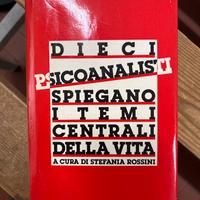 DIECI
PSICOANALISTI
SPIEGANO
I TEMI
CENTRALI
DELLA VITA
A CURA DI STEFANIA ROSSINI